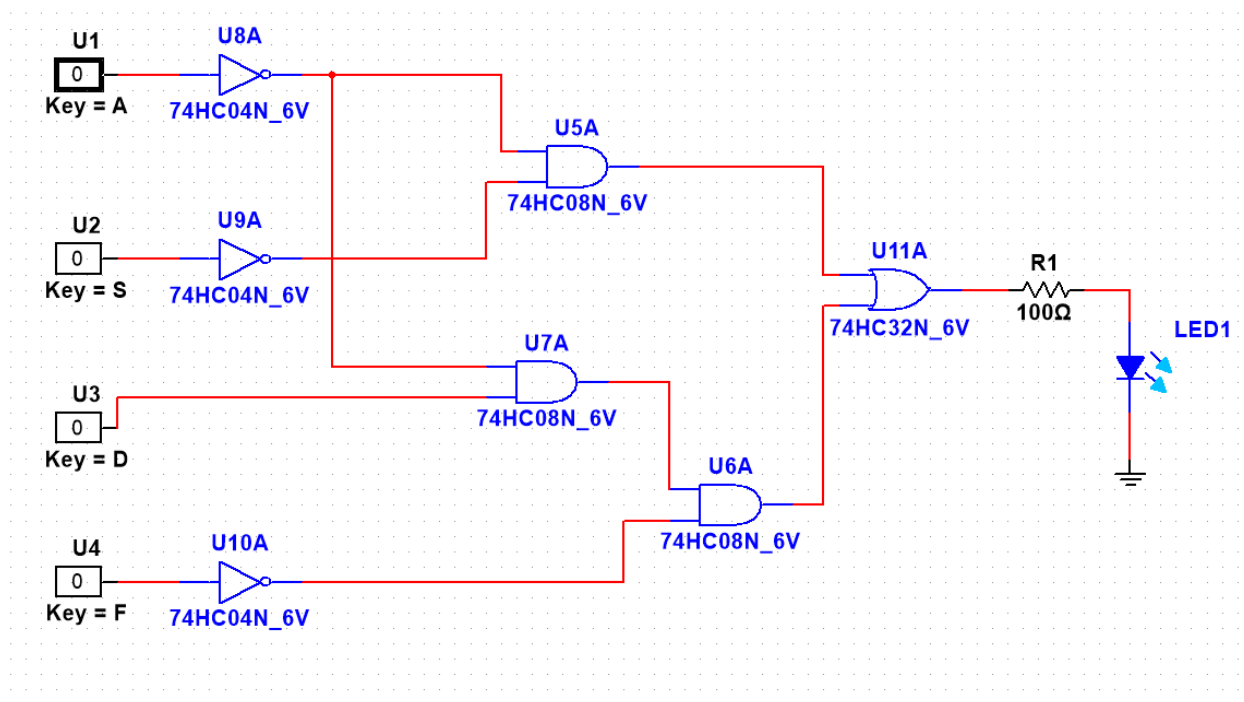 U1
0
Key = A
U8A
74HC04N_6V
U5A
74HC08N_6V
U2
0
Key = S
U9A
74HC04N_6V
U11A
74HC32N_6V
R1
100Ω
LED1
U7A
74HC08N_6V
U3
0
Key = D
U6A
74HC08N_6V
U4
0
Key = F
U10A
74HC04N_6V